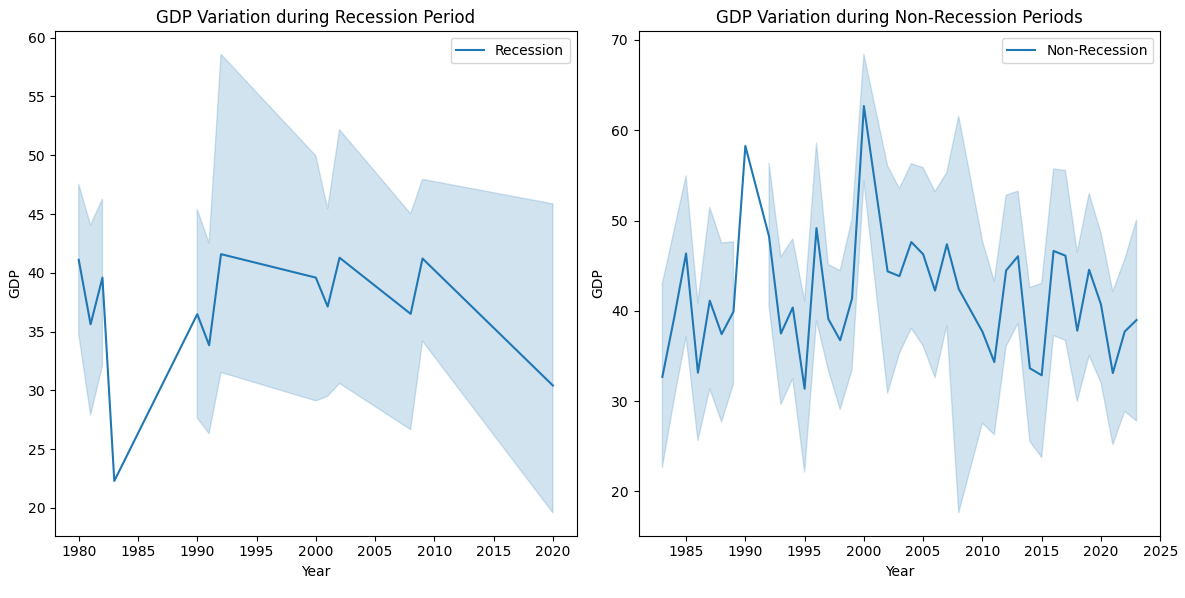 GDP Variation during Recession Period
Recession
60
55
50
45
40
35
30
25
20
GDP
1980 1985 1990 1995 2000 2005 2010 2015 2020
Year
GDP Variation during Non-Recession Periods
Non-Recession
70
60
50
40
30
20
GDP
1985 1990 1995 2000 2005 2010 2015 2020 2025
Year